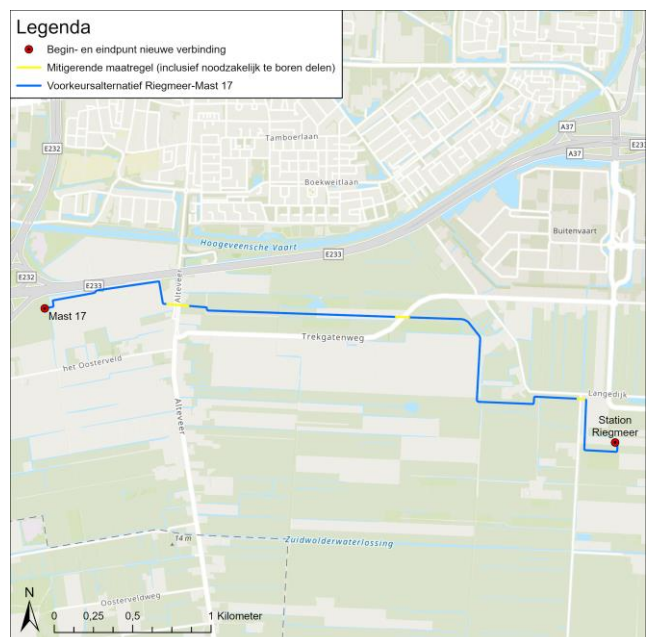 Legenda
Begin- en eindpunt nieuwe verbinding
Mitigerende maatregel (inclusief noodzakelijk te boren delen)
Voorkeursalternatief Riegmeer-Mast 17
A37
Tamboerlaan
E232
A37
E233
Boekweitlaan
Buitenvaart
Hoogeveensche Vaart
E233
E232
E233
Alteveer
Mast 17
Trekgatenweg
het Oosterveld
Langedijk
Alteveer
Station
Riegmeer
14 m
Zuidwolderwaterlossing
Oosterveldweg
N
0 0,25 0,5 1 Kilometer